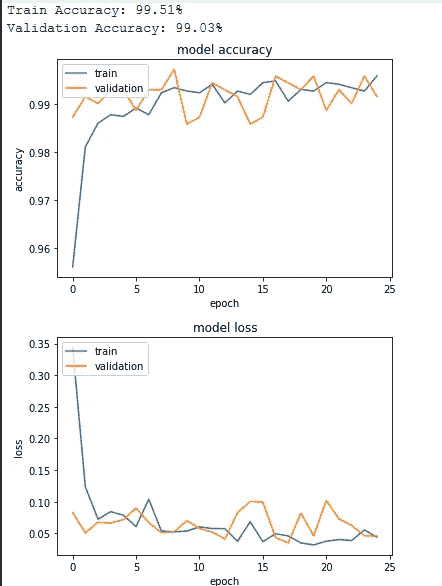 Train Accuracy: 99.51%
Validation Accuracy: 99.03%
model accuracy
train
validation
0.99
0.98
0.97
0.96
accuracy
0 5 10 15 20 25
epoch
model loss
train
validation
0.35
0.30
0.25
0.20
0.15
0.10
0.05
loss
0 5 10 15 20 25
epoch